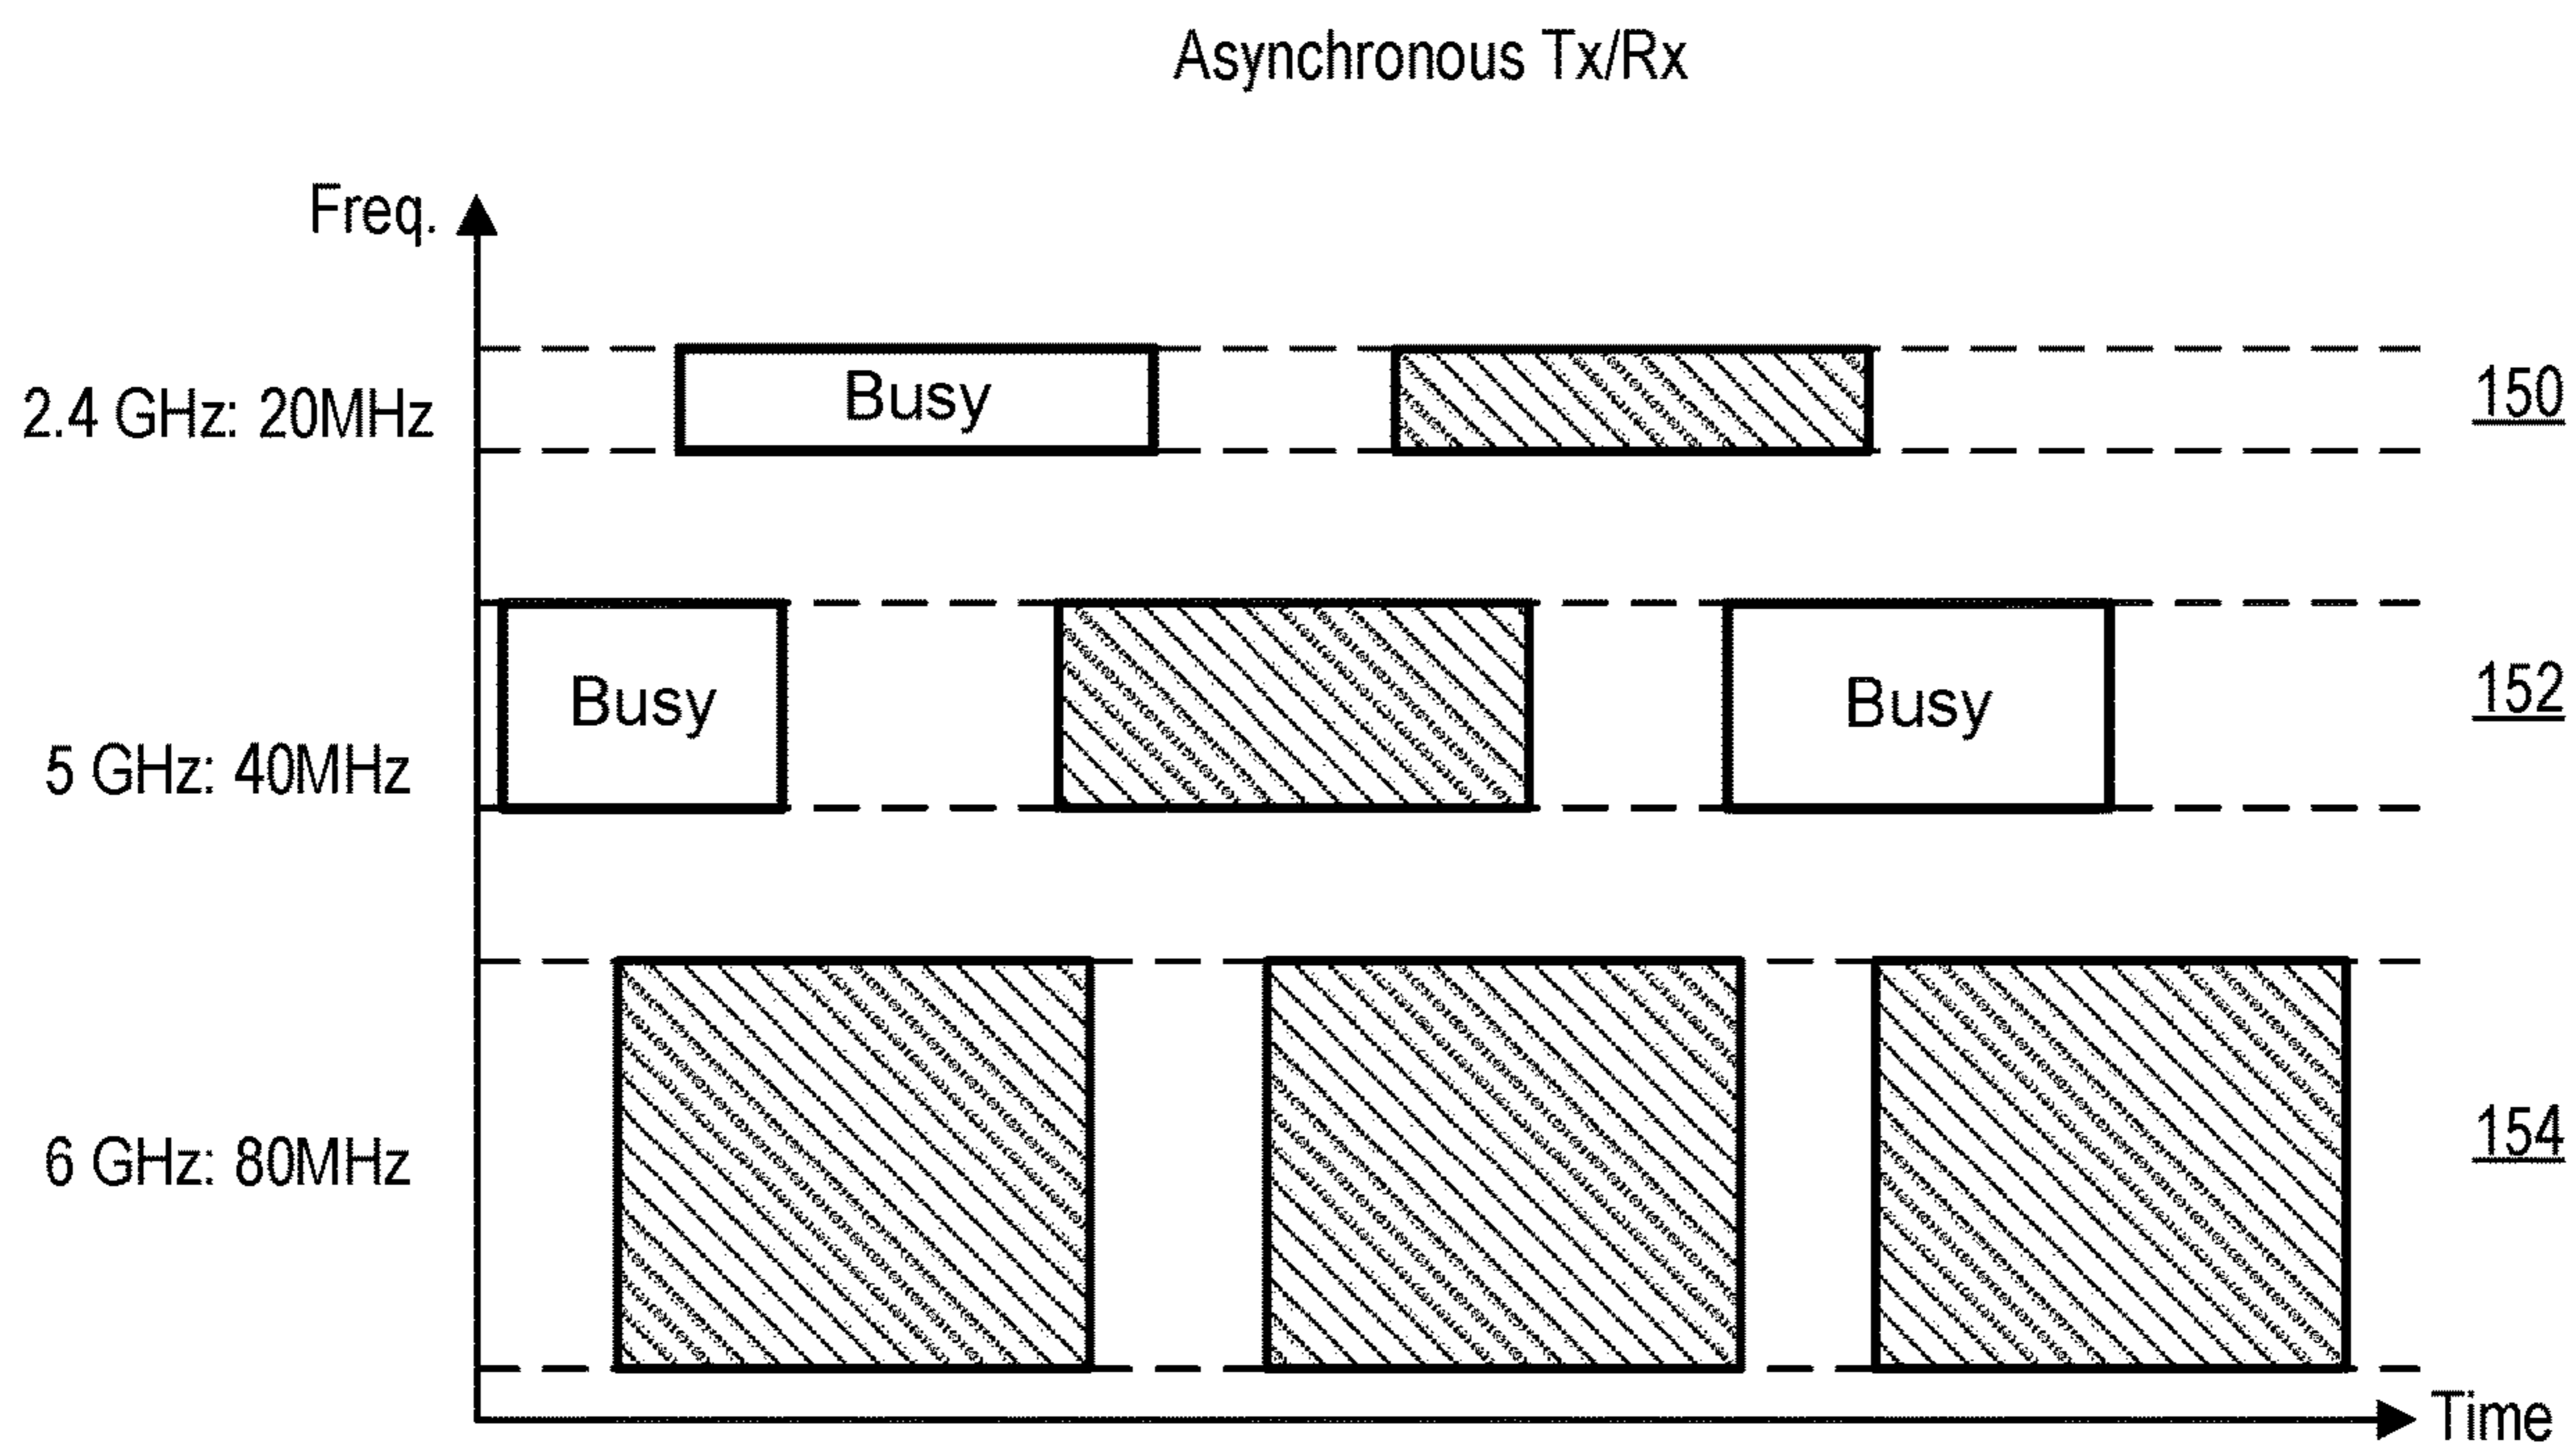 Asynchronous Tx/Rx
Freq.
2.4 GHz: 20MHz
Busy
150
5 GHz: 40MHz
Busy
Busy
152
6 GHz: 80MHz
154
Time